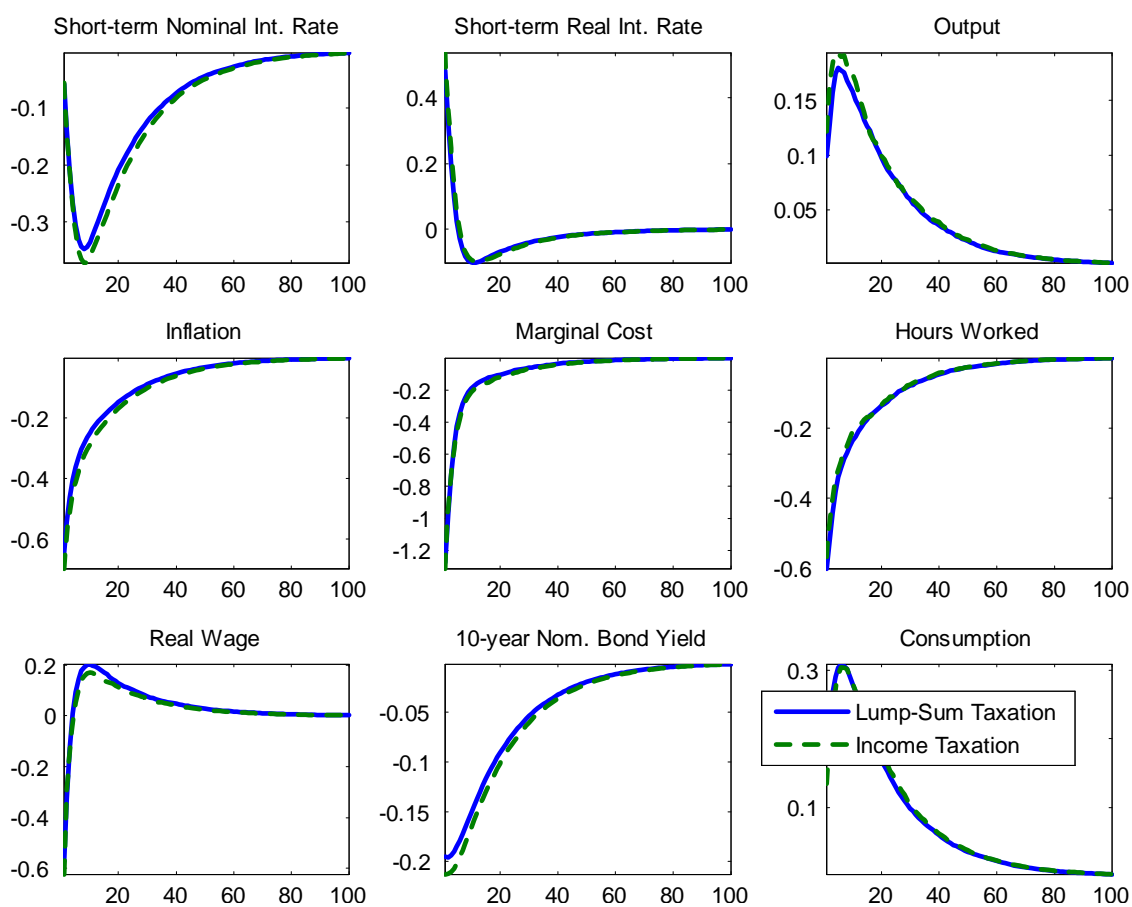 Short-term Nominal Int. Rate
Short-term Real Int. Rate
Output
-0.1
-0.2
-0.3
20 40 60 80 100
0.4
0.2
0
20 40 60 80 100
0.15
0.1
0.05
20 40 60 80 100
Inflation
Marginal Cost
Hours Worked
-0.2
-0.4
-0.6
20 40 60 80 100
-0.2
-0.4
-0.6
-0.8
-1
-1.2
20 40 60 80 100
-0.2
-0.4
-0.6
20 40 60 80 100
Real Wage
10-year Nom. Bond Yield
Consumption
0.2
0
-0.2
-0.4
-0.6
20 40 60 80 100
-0.05
-0.1
-0.15
-0.2
20 40 60 80 100
0.3
0.1
20 40 60 80 100
Lump-Sum Taxation
Income Taxation